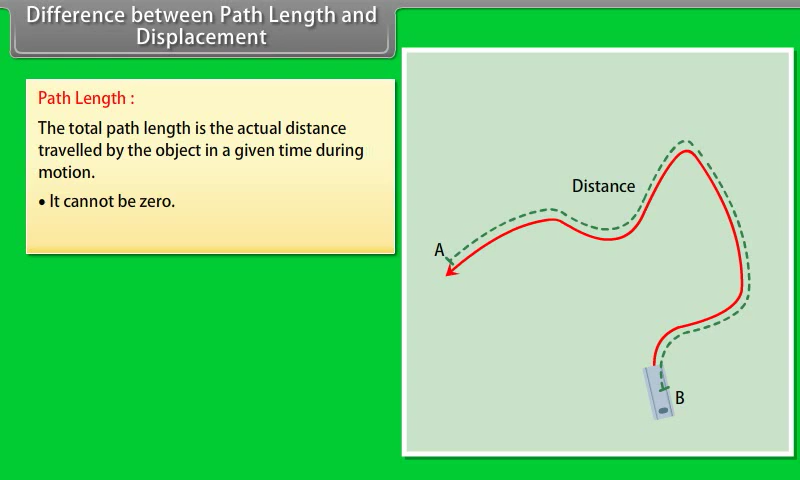 Difference between Path Length and
Displacement
Path Length :
The total path length is the actual distance
travelled by the object in a given time during
motion.
• It cannot be zero.
Distance
A
B